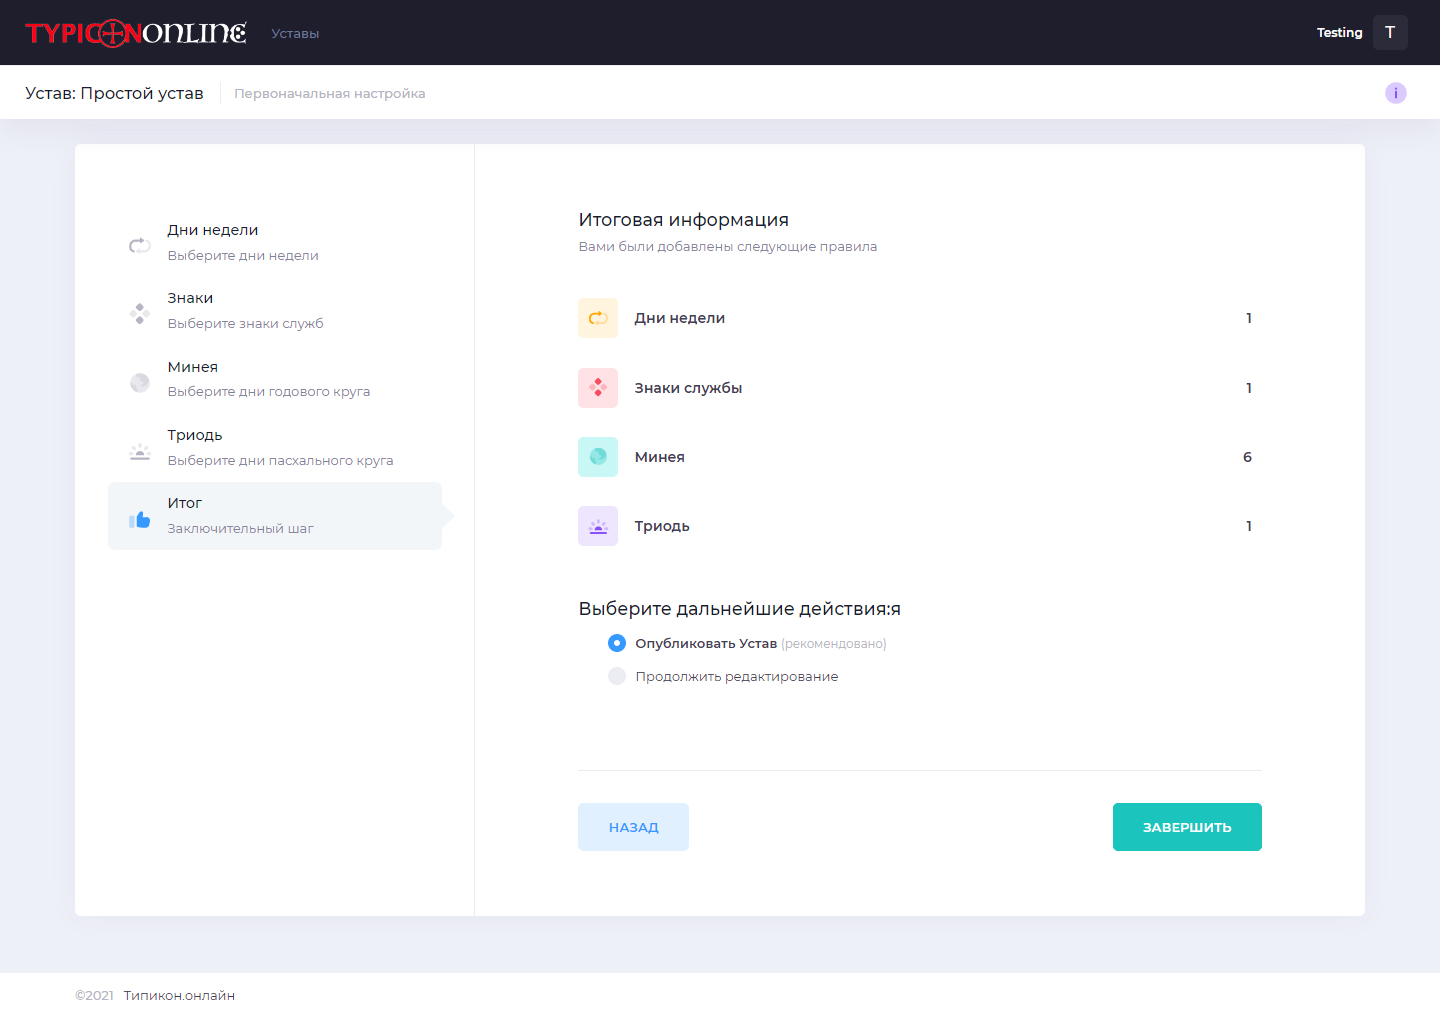 TYPICONONLINE Уставы Testing T
Устав: Простой устав Первоначальная настройка i
Дни недели
Выберите дни недели
Знаки
Выберите знаки служб
Минея
Выберите дни годового круга
Триодь
Выберите дни пасхального круга
Итог
Заключительный шаг
Итоговая информация
Вами были добавлены следующие правила
Дни недели 1
Знаки службы 1
Минея 6
Триодь 1
Выберите дальнейшие действия:я
Опубликовать Устав (рекомендовано)
Продолжить редактирование
НАЗАД ЗАВЕРШИТЬ
©2021 Типикон.онлайн